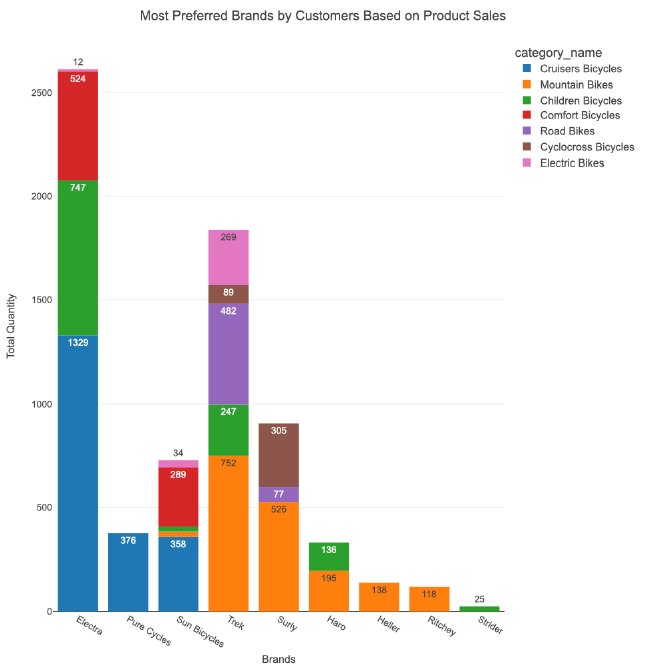 Most Preferred Brands by Customers Based on Product Sales
category_name
Cruisers Bicycles
Mountain Bikes
Children Bicycles
Comfort Bicycles
Road Bikes
Cyclocross Bicycles
Electric Bikes
Total Quantity
2500
2000
1500
1000
500
0
12
524
747
1329
376
34
289
358
269
89
482
247
752
305
77
526
136
195
138
118
25
Electra
Pure Cycles
Sun Bicycles
Trek
Surly
Haro
Heller
Ritchey
Strider
Brands